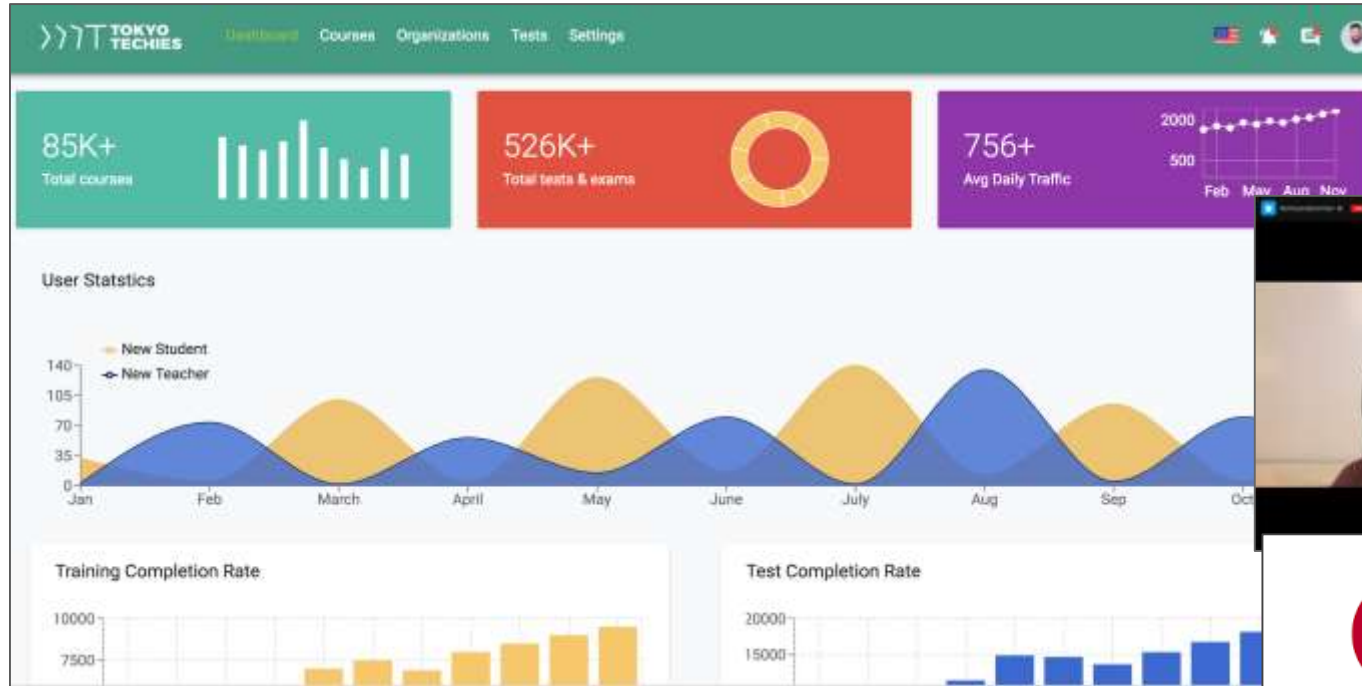 TOKYO TECHIES
Dashboard Courses Organizations Tests Settings
85K+
Total courses
526K+
Total tests & exams
756+
Avg Daily Traffic
2000
500
Feb May Aug Nov
User Statstics
New Student
New Teacher
140
105
70
35
0
Jan Feb March April May June July Aug Sep Oct
Training Completion Rate
10000
7500
Test Completion Rate
20000
15000